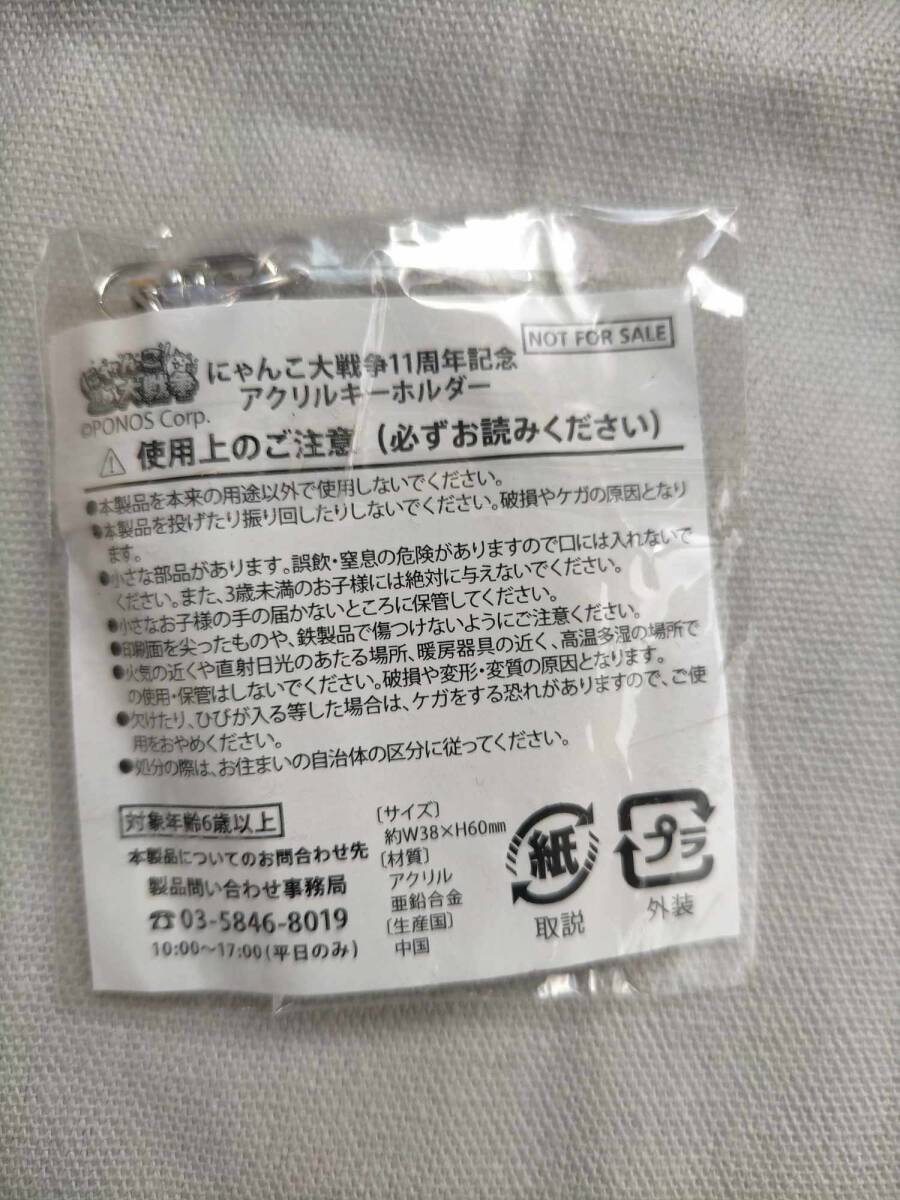 NOT FOR SALE
大戦争
にゃんこ大戦争11周年記念
アクリルキーホルダー
©PONOS Corp.
使用上のご注意(必ずお読みください)
●本製品を本来の用途以外で使用しないでください。
●本製品を投げたり振り回したりしないでください。破損やケガの原因となり
ます。
●小さな部品があります。誤飲・窒息の危険がありますので口には入れないで
ください。また、3歳未満のお子様には絶対に与えないでください。
●小さなお子様の手の届かないところに保管してください。
●印刷面を尖ったものや、鉄製品で傷つけないようにご注意ください。
●火気の近くや直射日光のあたる場所、暖房器具の近く、高温多湿の場所で
の使用・保管はしないでください。破損や変形・変質の原因となります。
●欠けたり、ひびが入る等した場合は、ケガをする恐れがありますので、ご使
用をおやめください。
●処分の際は、お住まいの自治体の区分に従ってください。
対象年齢6歳以上
本製品についてのお問合わせ先
製品問い合わせ事務局
☎03-5846-8019
10:00~17:00(平日のみ)
〔サイズ〕
約W38×H60mm
〔材質〕
アクリル
亜鉛合金
〔生産国〕
中国
紙
取説
プラ
外装